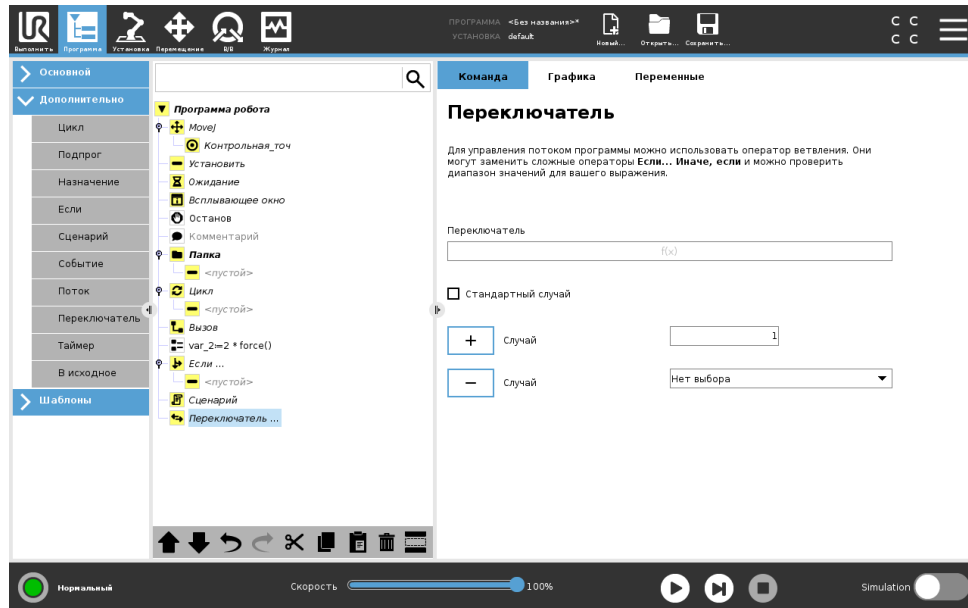 ПРОГРАММА <Без названия>*
УСТАНОВКА default
Выполнить Программа Установка Перемещение В/В Журнал
Новый... Открыть... Сохранить...
C C
C C
Основной
Дополнительно
Цикл
Подпрог
Назначение
Если
Сценарий
Событие
Поток
Переключатель
Таймер
В исходное
Шаблоны
Программа робота
MoveJ
Контрольная_точ
Установить
Ожидание
Всплывающее окно
Останов
Комментарий
Папка
<пустой>
Цикл
<пустой>
Вызов
var_2≔2 * force()
Если ...
<пустой>
Сценарий
Переключатель ...
Команда Графика Переменные
Переключатель
Для управления потоком программы можно использовать оператор ветвления. Они
могут заменить сложные операторы Если... Иначе, если и можно проверить
диапазон значений для вашего выражения.
Переключатель
f(x)
Стандартный случай
+ Случай 1
− Случай Нет выбора
Нормальный
Скорость 100%
Simulation